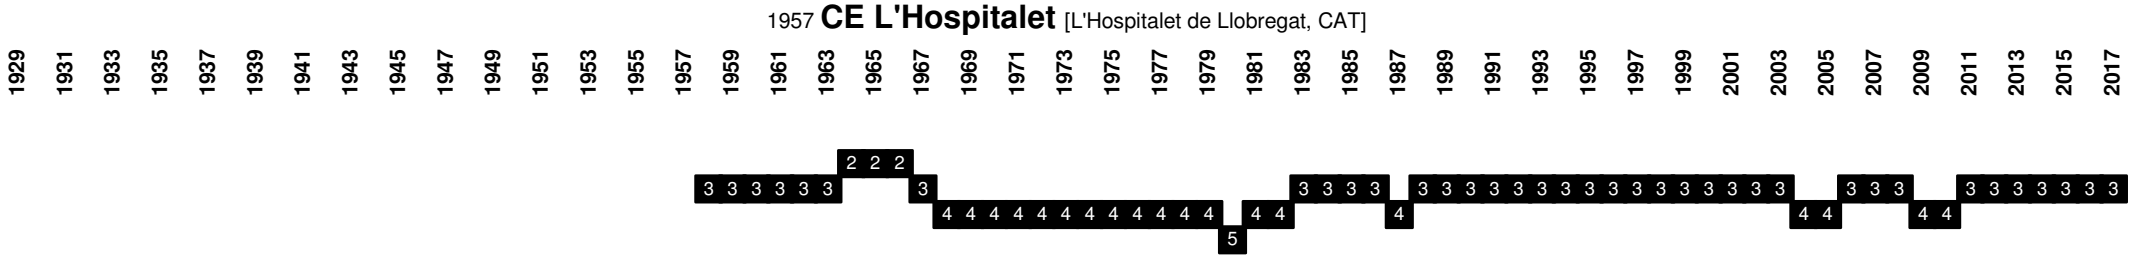 1957 CE L'Hospitalet [L'Hospitalet de Llobregat, CAT]
1929 1931 1933 1935 1937 1939 1941 1943 1945 1947 1949 1951 1953 1955 1957 1959 1961 1963 1965 1967 1969 1971 1973 1975 1977 1979 1981 1983 1985 1987 1989 1991 1993 1995 1997 1999 2001 2003 2005 2007 2009 2011 2013 2015 2017
2 2 2
3 3 3 3 3 3 3 3 3 3 3 3 3 3 3 3 3 3 3 3 3 3 3 3 3 3 3 3 3 3 3 3 3 3 3 3 3
4 4 4 4 4 4 4 4 4 4 4 4 4 4 4 4 4 4 4
5